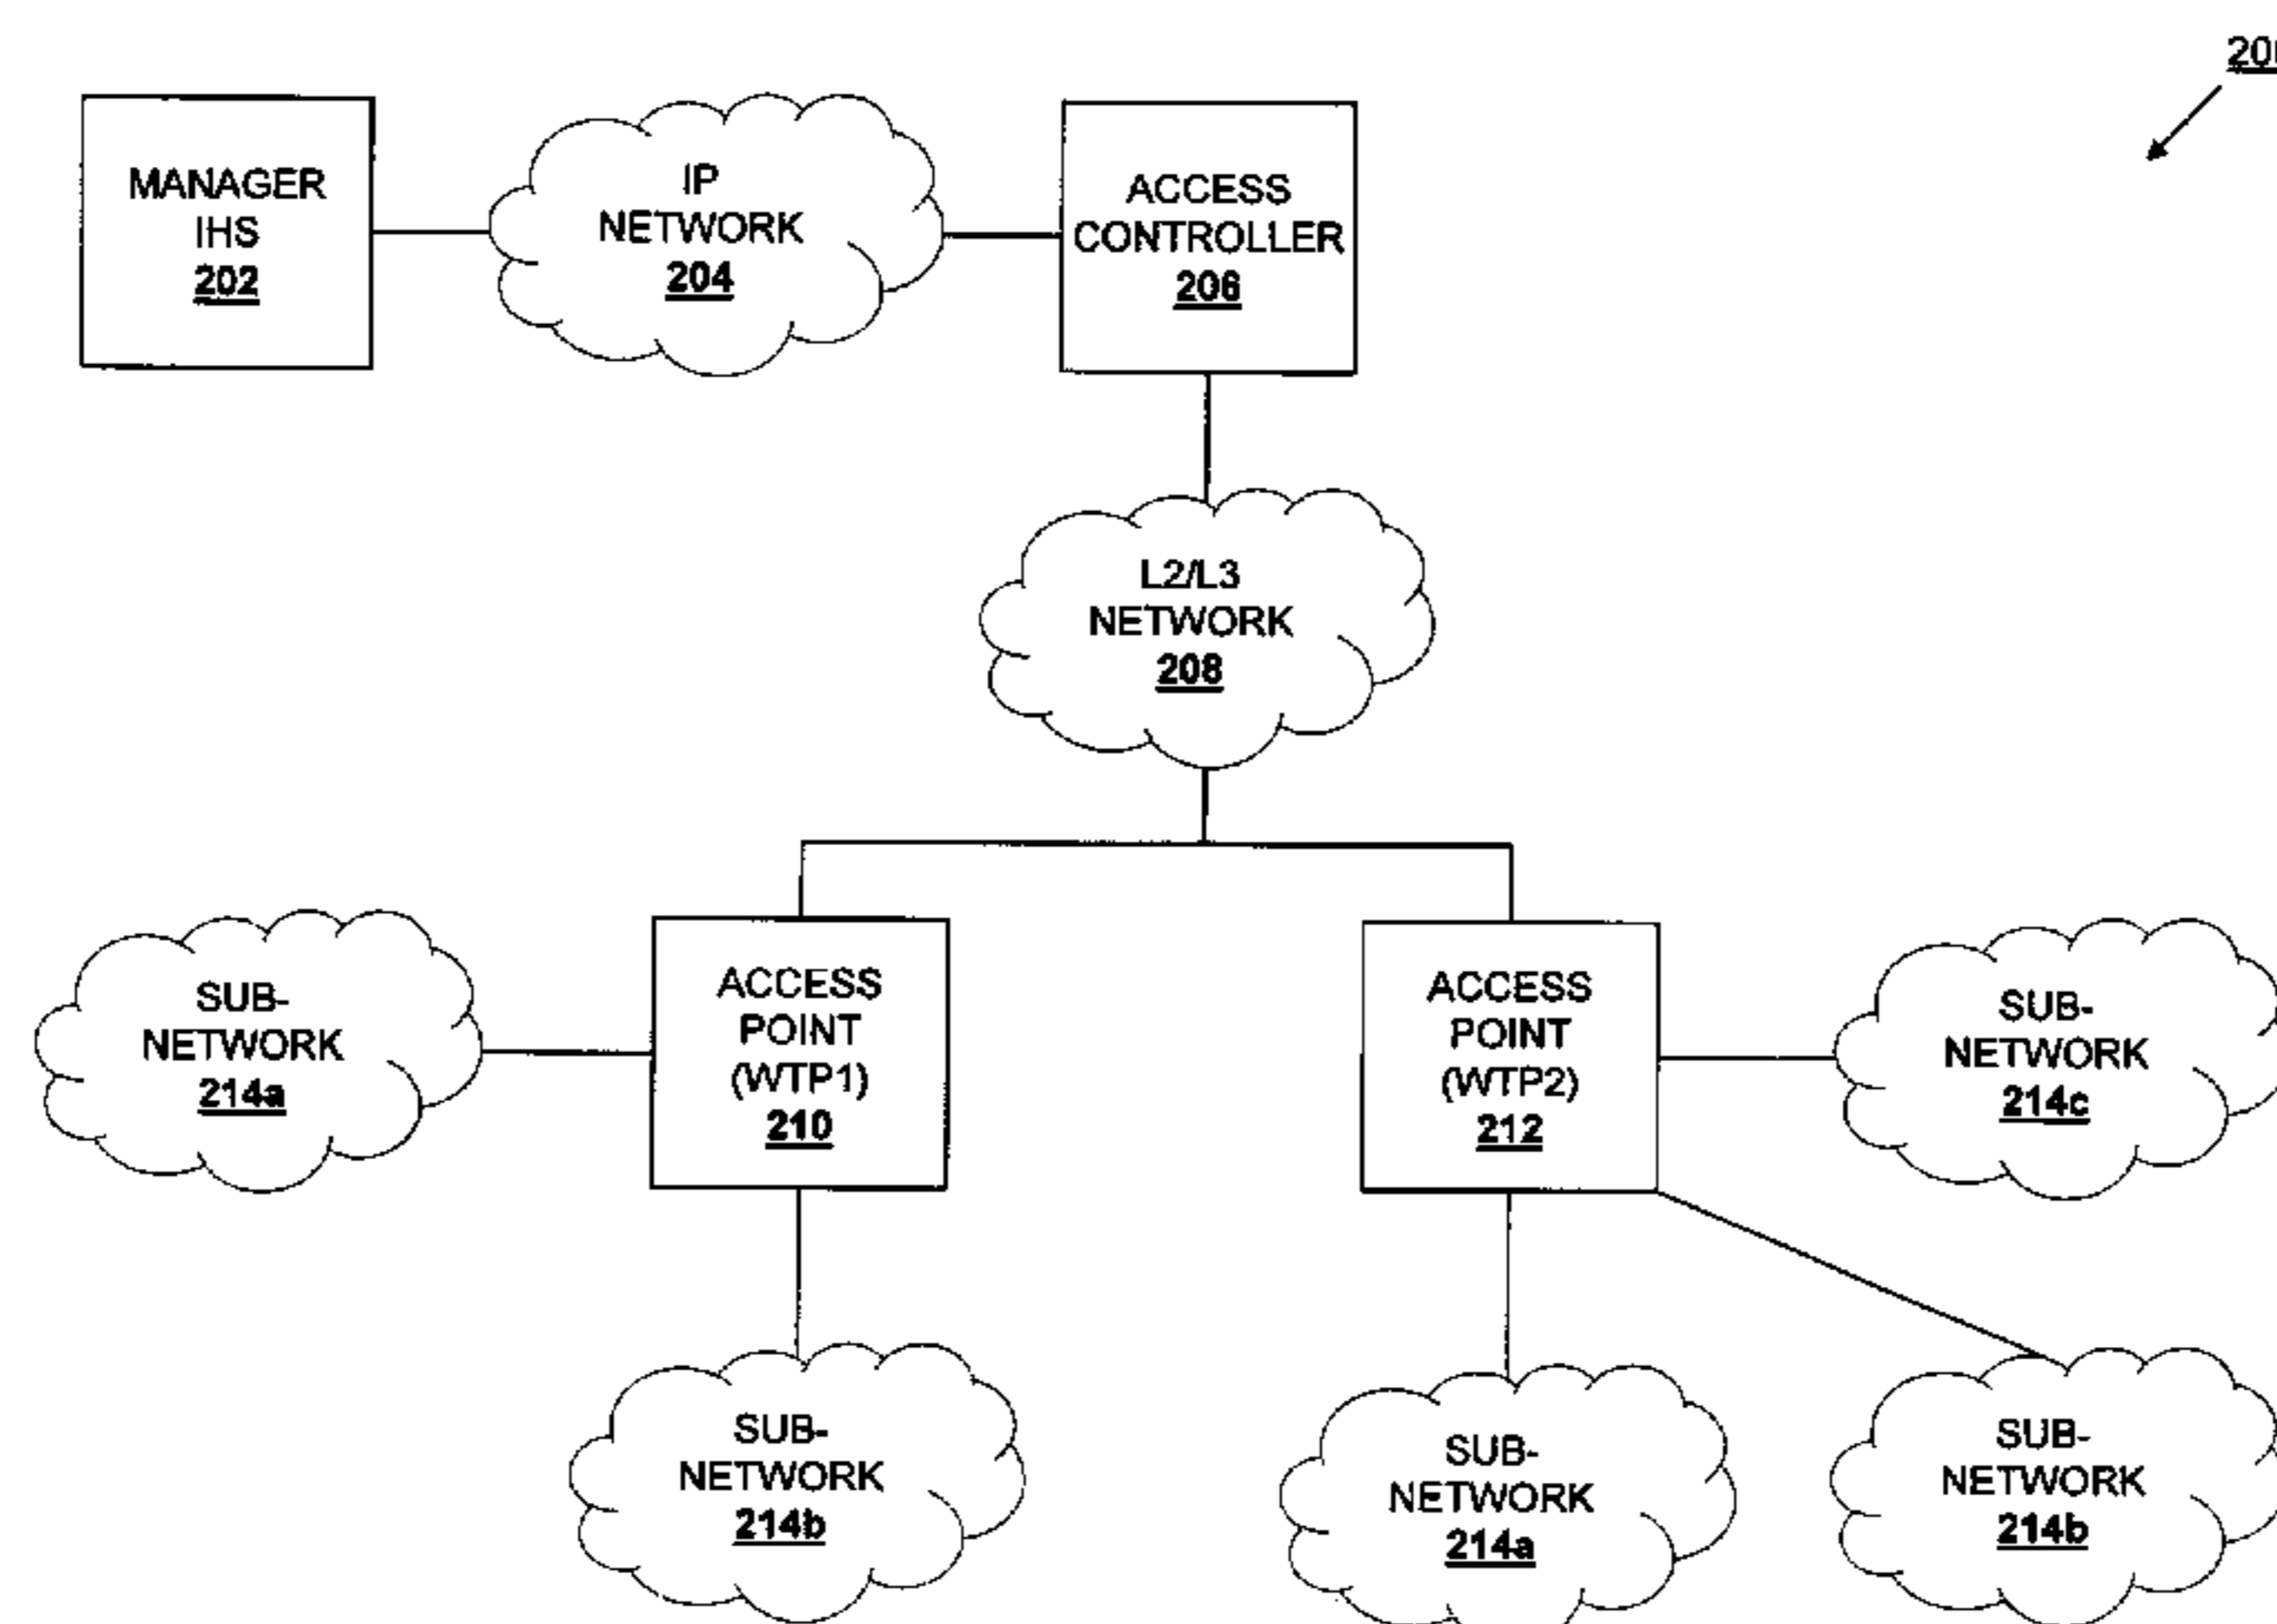 200
MANAGER
IHS
202
IP
NETWORK
204
ACCESS
CONTROLLER
206
L2/L3
NETWORK
208
SUB-
NETWORK
214a
ACCESS
POINT
(WTP1)
210
ACCESS
POINT
(WTP2)
212
SUB-
NETWORK
214c
SUB-
NETWORK
214b
SUB-
NETWORK
214a
SUB-
NETWORK
214b